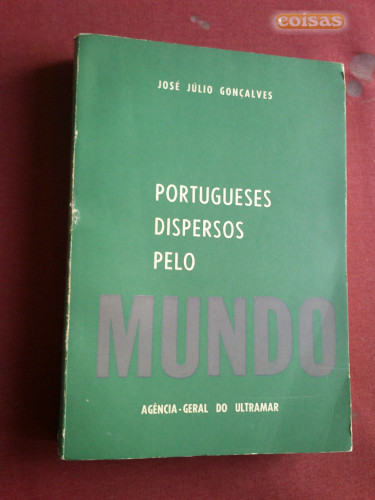 coisas
JOSÉ JÚLIO GONÇALVES
PORTUGUESES
DISPERSOS
PELO
MUNDO
AGÊNCIA-GERAL DO ULTRAMAR